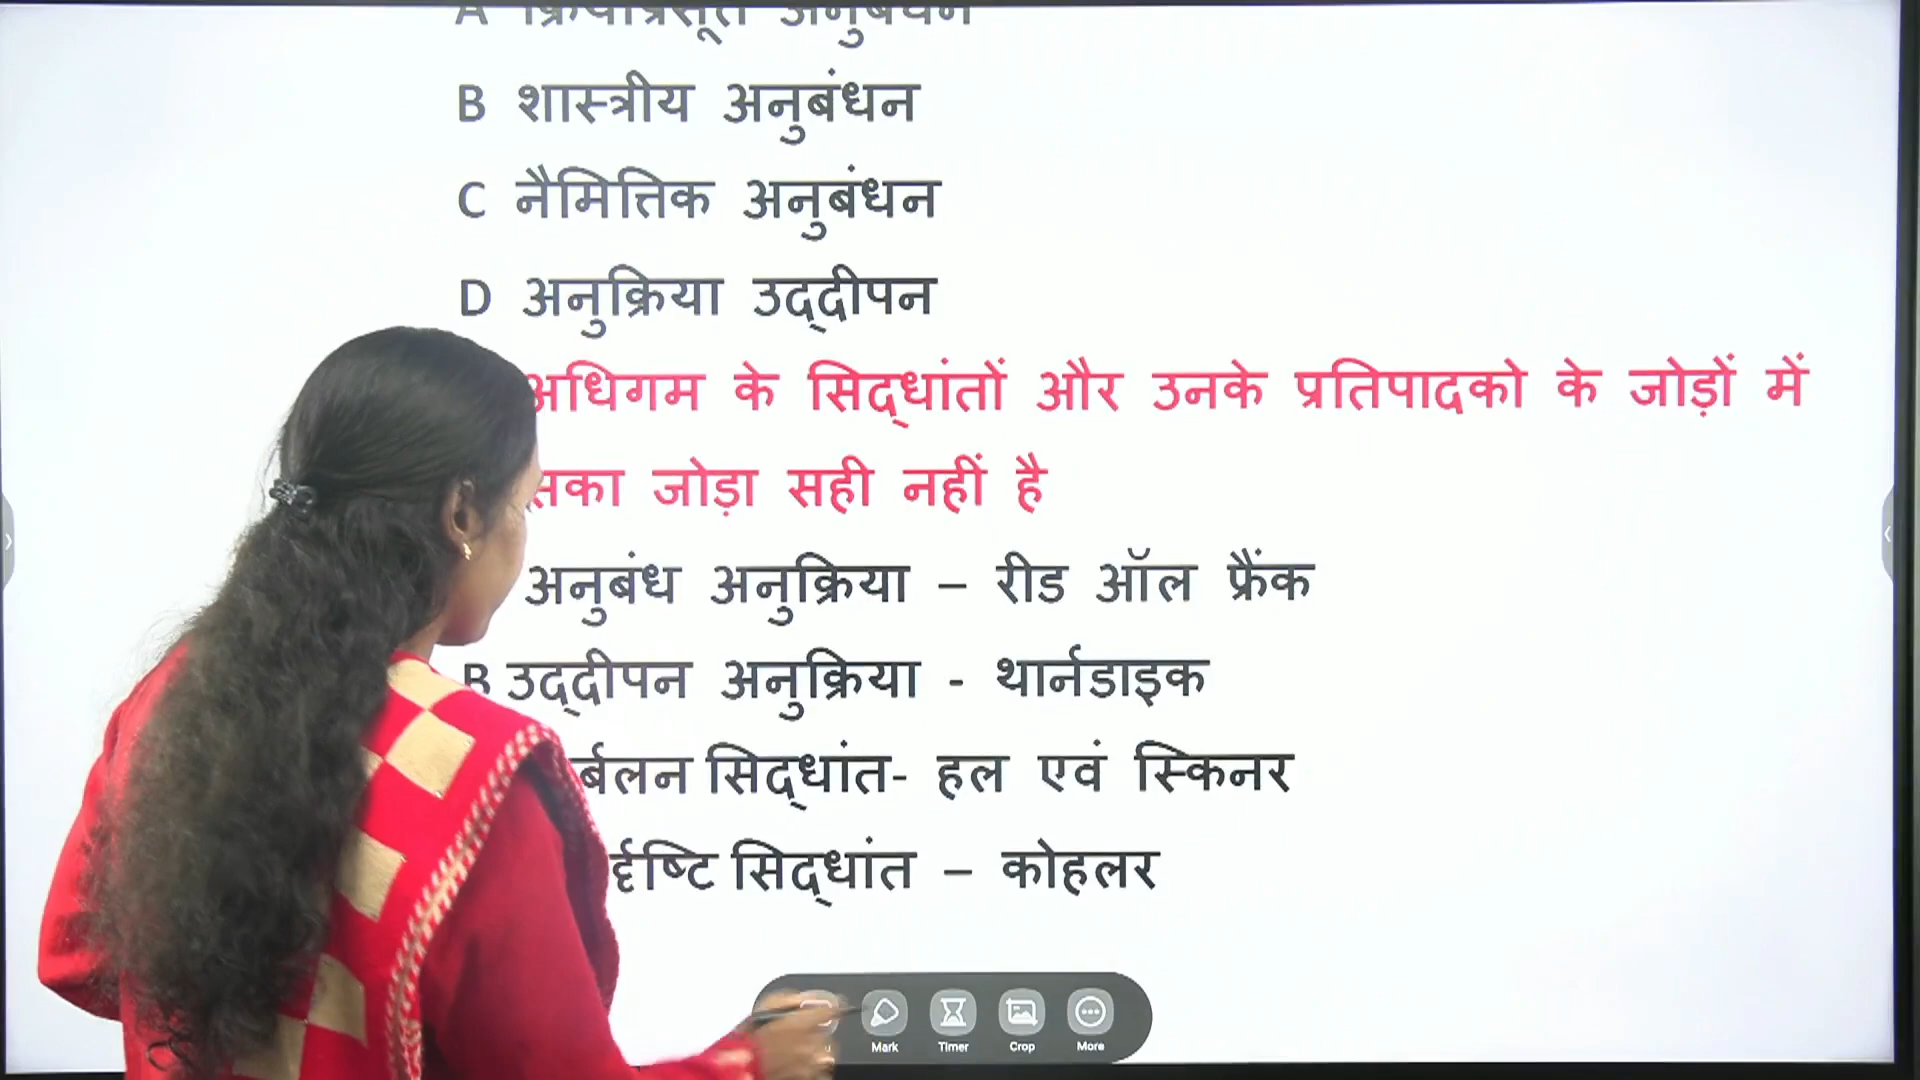 B शास्त्रीय अनुबंधन
C नैमित्तिक अनुबंधन
D अनुक्रिया उद्दीपन
अधिगम के सिद्धांतों और उनके प्रतिपादको के जोड़ों में
जोड़ा सही नहीं है
अनुबंध अनुक्रिया – रीड ऑल फ्रैंक
B उद्दीपन अनुक्रिया - थार्नडाइक
सिद्धांत- हल एवं स्किनर
सिद्धांत – कोहलर
Mark Timer Crop More